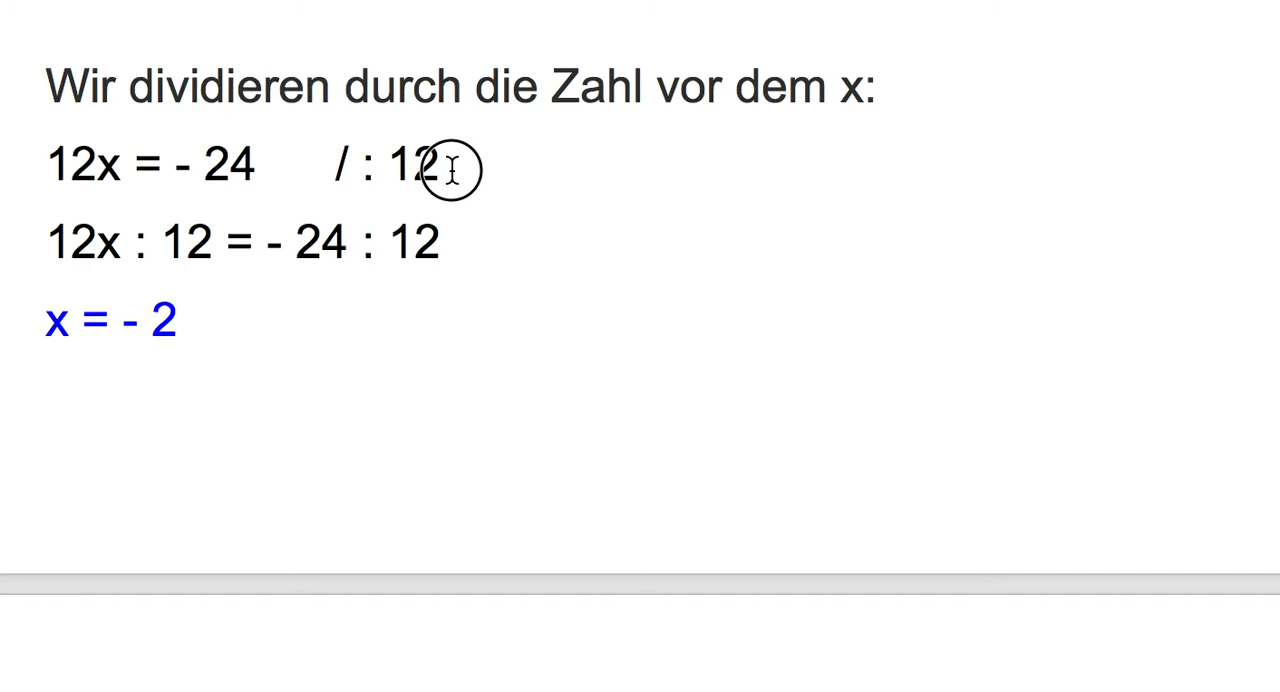 Wir dividieren durch die Zahl vor dem x:
12x = - 24 / : 12
12x : 12 = - 24 : 12
x = - 2